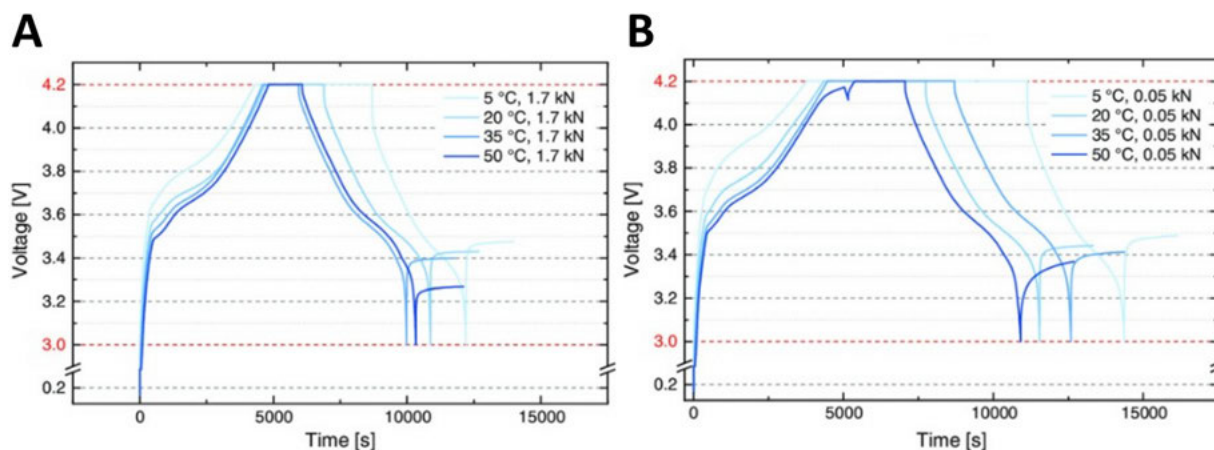 A
4.2
4.0
3.8
3.6
3.4
3.2
3.0
0.2
Voltage [V]
5 °C, 1.7 kN
20 °C, 1.7 kN
35 °C, 1.7 kN
50 °C, 1.7 kN
0
5000
10000
15000
Time [s]
B
4.2
4.0
3.8
3.6
3.4
3.2
3.0
0.2
Voltage [V]
5 °C, 0.05 kN
20 °C, 0.05 kN
35 °C, 0.05 kN
50 °C, 0.05 kN
0
5000
10000
15000
Time [s]